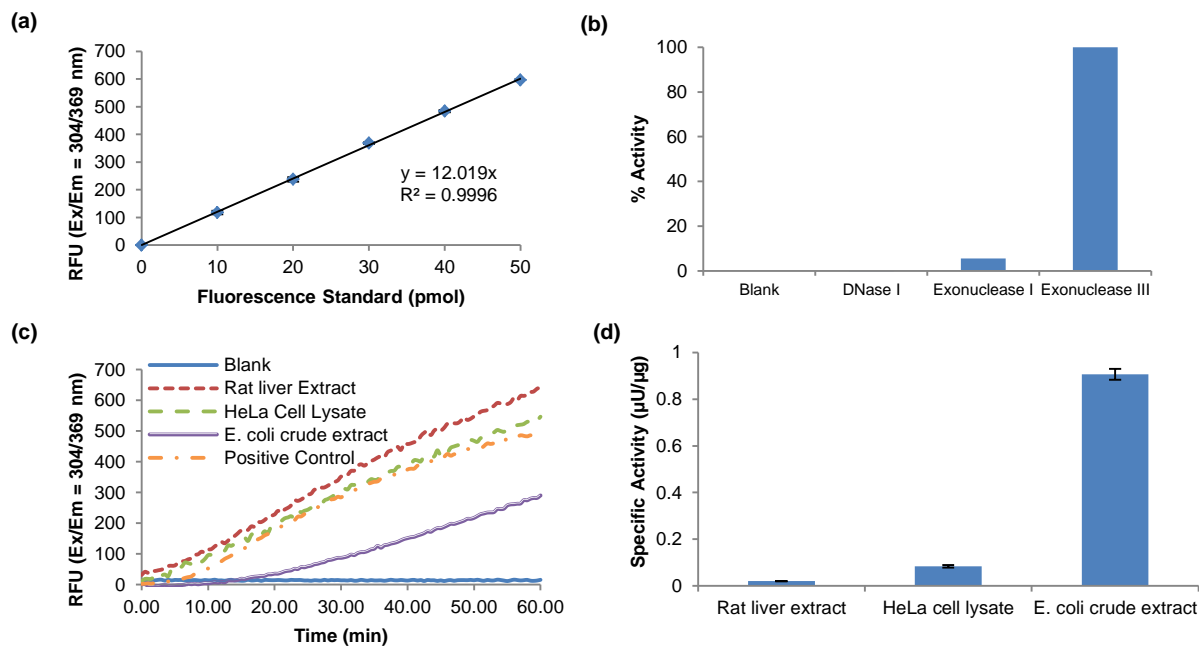 (a)
700
600
500
400
300
200
100
0
RFU (Ex/Em = 304/369 nm)
y = 12.019x
R² = 0.9996
0 10 20 30 40 50
Fluorescence Standard (pmol)
(b)
100
80
60
40
20
0
% Activity
Blank DNase I Exonuclease I Exonuclease III
(c)
700
600
500
400
300
200
100
0
RFU (Ex/Em = 304/369 nm)
Blank
Rat liver Extract
HeLa Cell Lysate
E. coli crude extract
Positive Control
0.00 10.00 20.00 30.00 40.00 50.00 60.00
Time (min)
(d)
1
0.8
0.6
0.4
0.2
0
Specific Activity (µU/µg)
Rat liver extract HeLa cell lysate E. coli crude extract